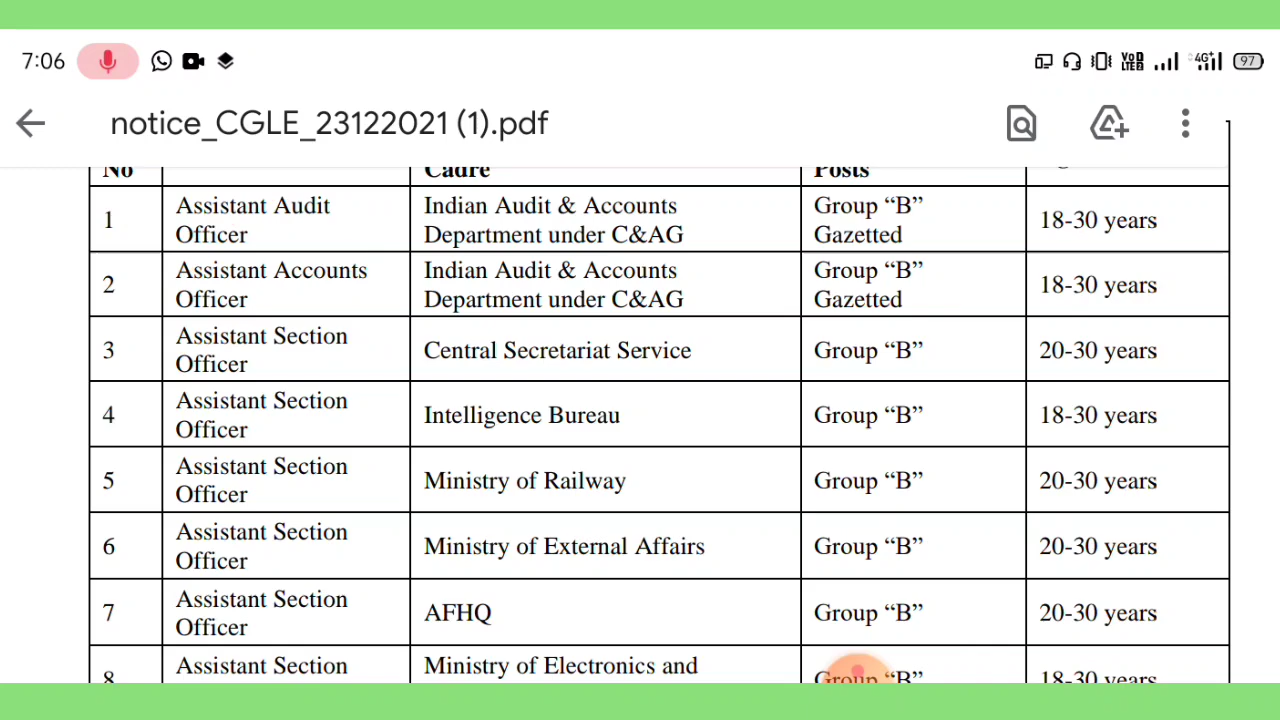 7:06
VoD LTE2 4G+ 97
notice_CGLE_23122021 (1).pdf
No Cadre Posts
1 Assistant Audit Officer Indian Audit & Accounts Department under C&AG Group “B” Gazetted 18-30 years
2 Assistant Accounts Officer Indian Audit & Accounts Department under C&AG Group “B” Gazetted 18-30 years
3 Assistant Section Officer Central Secretariat Service Group “B” 20-30 years
4 Assistant Section Officer Intelligence Bureau Group “B” 18-30 years
5 Assistant Section Officer Ministry of Railway Group “B” 20-30 years
6 Assistant Section Officer Ministry of External Affairs Group “B” 20-30 years
7 Assistant Section Officer AFHQ Group “B” 20-30 years
8 Assistant Section Ministry of Electronics and Group “B” 18-30 years